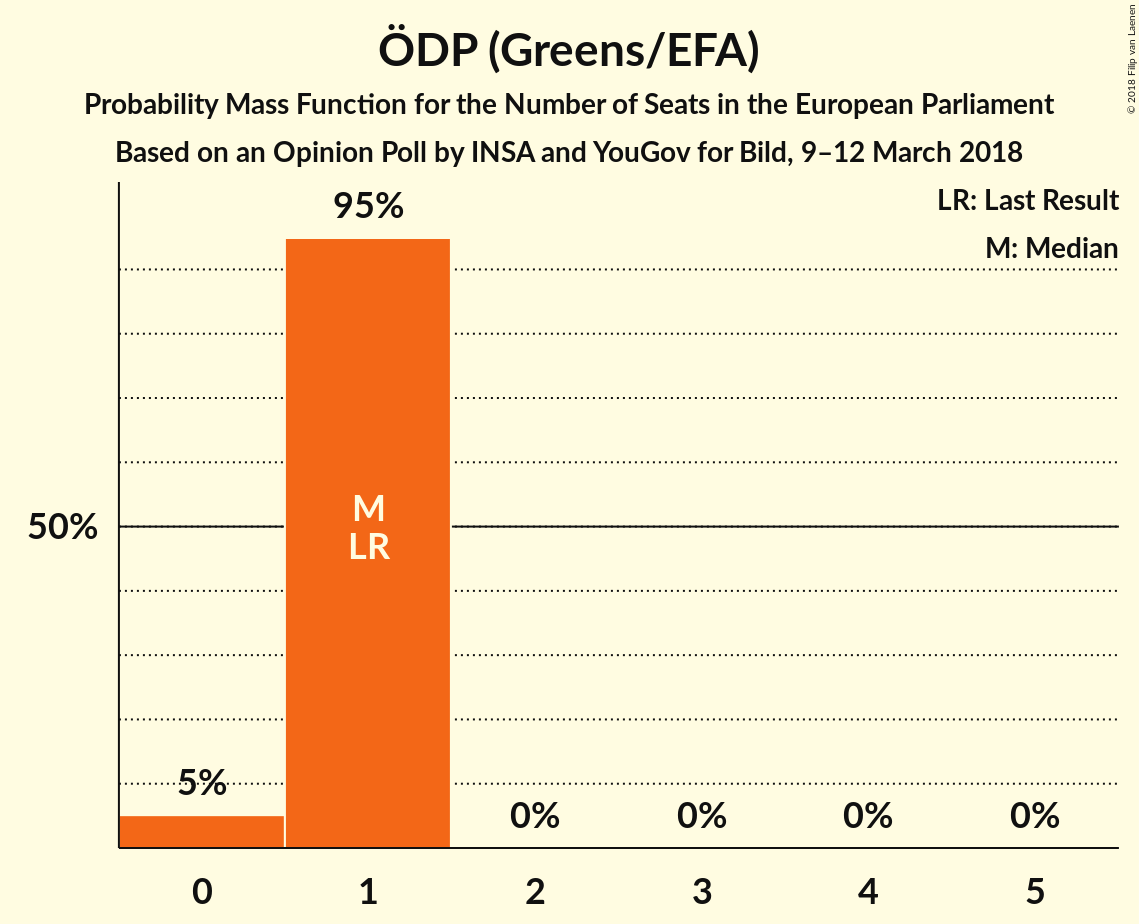 ÖDP (Greens/EFA)
Probability Mass Function for the Number of Seats in the European Parliament
Based on an Opinion Poll by INSA and YouGov for Bild, 9–12 March 2018
© 2018 Filip van Laenen
LR: Last Result
M: Median
95%
M
LR
50%
5%
0%
0%
0%
0%
0
1
2
3
4
5